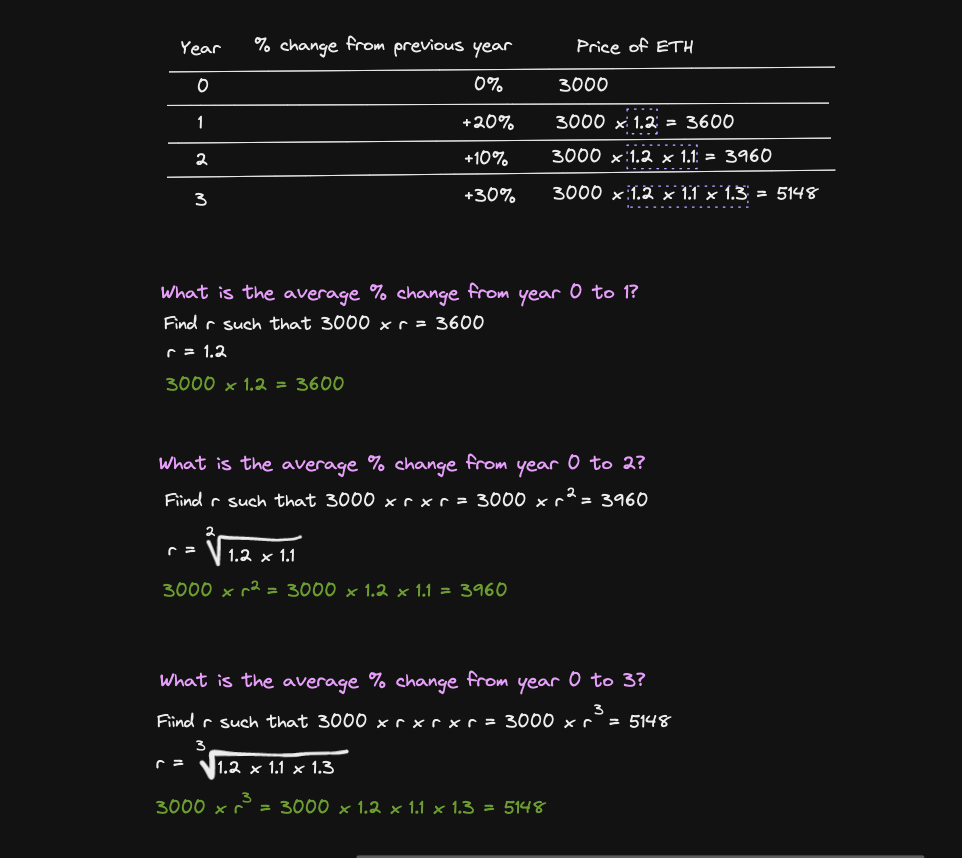 Year % change from previous year Price of ETH
0 0% 3000
1 +20% 3000 x 1.2 = 3600
2 +10% 3000 x 1.2 x 1.1 = 3960
3 +30% 3000 x 1.2 x 1.1 x 1.3 = 5148
What is the average % change from year 0 to 1?
Find r such that 3000 x r = 3600
r = 1.2
3000 x 1.2 = 3600
What is the average % change from year 0 to 2?
Fiind r such that 3000 x r x r = 3000 x r² = 3960
r = ²√1.2 x 1.1
3000 x r² = 3000 x 1.2 x 1.1 = 3960
What is the average % change from year 0 to 3?
Fiind r such that 3000 x r x r x r = 3000 x r³ = 5148
r = ³√1.2 x 1.1 x 1.3
3000 x r³ = 3000 x 1.2 x 1.1 x 1.3 = 5148